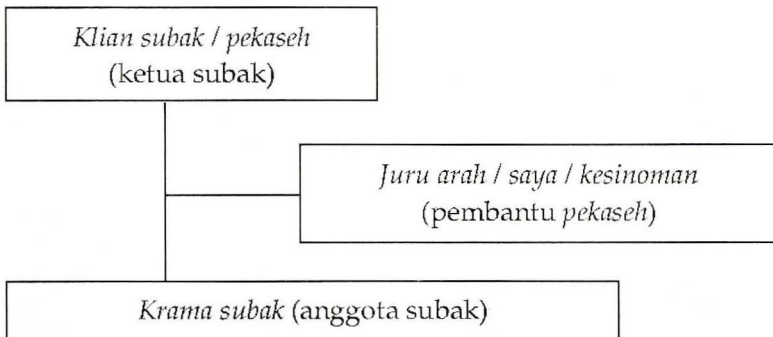 Klian subak / pekaseh
(ketua subak)
Juru arah / saya / kesinoman
(pembantu pekaseh)
Krama subak (anggota subak)